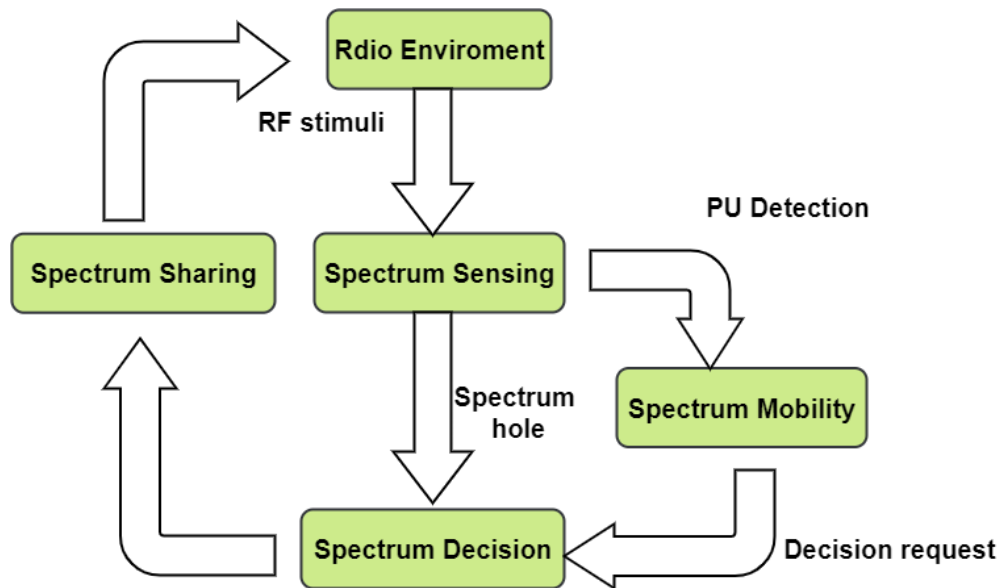 Rdio Enviroment
RF stimuli
PU Detection
Spectrum Sharing
Spectrum Sensing
Spectrum
hole
Spectrum Mobility
Spectrum Decision
Decision request